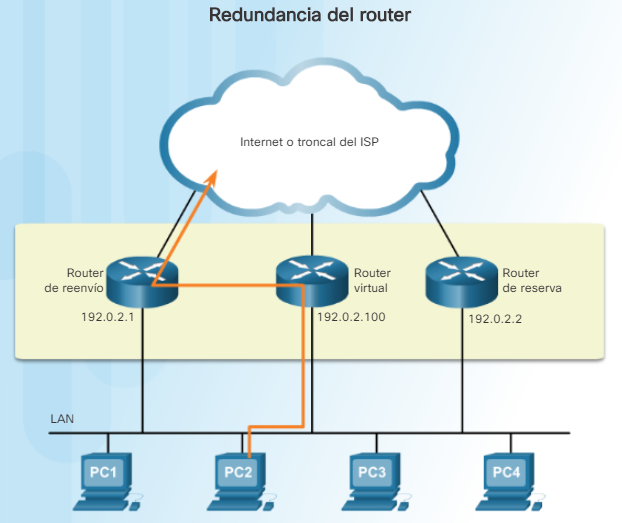 Redundancia del router
Internet o troncal del ISP
Router
de reenvío
192.0.2.1
Router
virtual
192.0.2.100
Router
de reserva
192.0.2.2
LAN
PC1
PC2
PC3
PC4